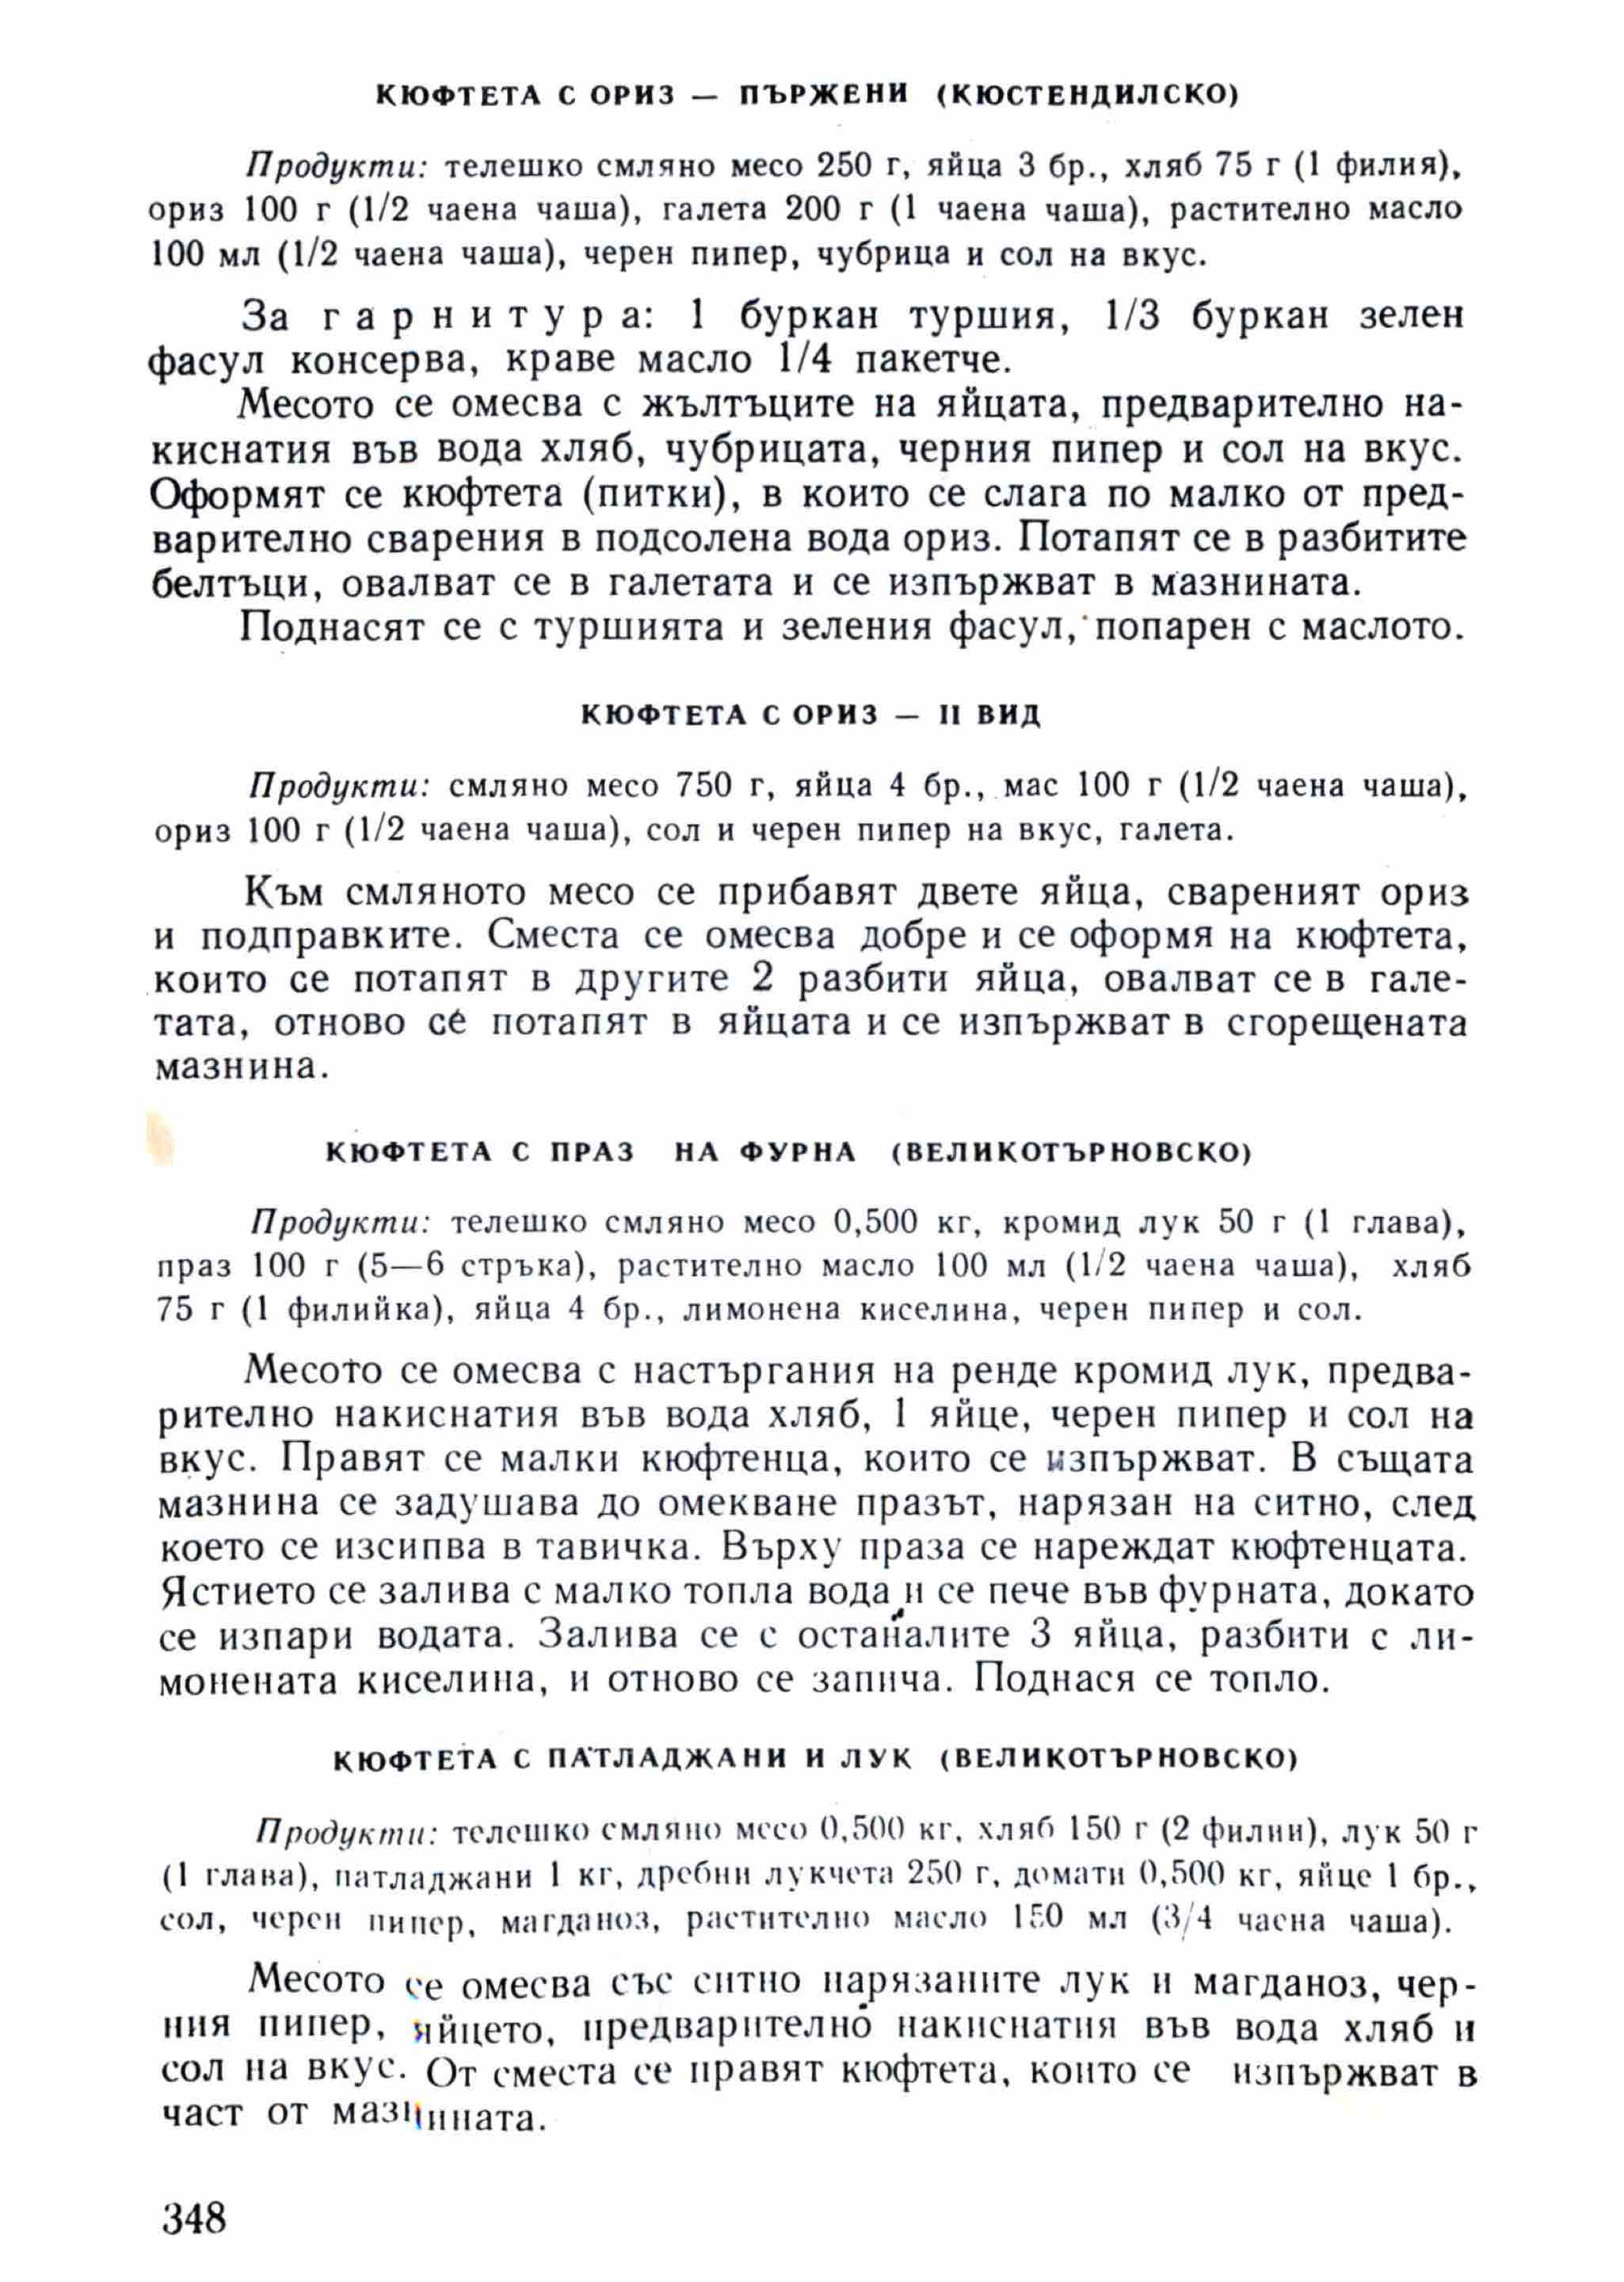 КЮФТЕТА С ОРИЗ — ПЪРЖЕНИ (КЮСТЕНДИЛСКО)
Продукти: телешко смляно месо 250 г, яйца 3 бр., хляб 75 г (1 филия),
ориз 100 г (1/2 чаена чаша), галета 200 г (1 чаена чаша), растително масло
100 мл (1/2 чаена чаша), черен пипер, чубрица и сол на вкус.
За гарнитура: 1 буркан туршия, 1/3 буркан зелен
фасул консерва, краве масло 1/4 пакетче.
Месото се омесва с жълтъците на яйцата, предварително на-
киснатия във вода хляб, чубрицата, черния пипер и сол на вкус.
Оформят се кюфтета (питки), в които се слага по малко от пред-
варително сварения в подсолена вода ориз. Потапят се в разбитите
белтъци, овалват се в галетата и се изпържват в мазнината.
Поднасят се с туршията и зеления фасул, попарен с маслото.
КЮФТЕТА С ОРИЗ — II ВИД
Продукти: смляно месо 750 г, яйца 4 бр., мас 100 г (1/2 чаена чаша),
ориз 100 г (1/2 чаена чаша), сол и черен пипер на вкус, галета.
Към смляното месо се прибавят двете яйца, свареният ориз
и подправките. Сместа се омесва добре и се оформя на кюфтета,
които се потапят в другите 2 разбити яйца, овалват се в гале-
тата, отново се потапят в яйцата и се изпържват в сгорещената
мазнина.
КЮФТЕТА С ПРАЗ НА ФУРНА (ВЕЛИКОТЪРНОВСКО)
Продукти: телешко смляно месо 0,500 кг, кромид лук 50 г (1 глава),
праз 100 г (5—6 стръка), растително масло 100 мл (1/2 чаена чаша), хляб
75 г (1 филийка), яйца 4 бр., лимонена киселина, черен пипер и сол.
Месото се омесва с настъргания на ренде кромид лук, предва-
рително накиснатия във вода хляб, 1 яйце, черен пипер и сол на
вкус. Правят се малки кюфтенца, които се изпържват. В същата
мазнина се задушава до омекване празът, нарязан на ситно, след
което се изсипва в тавичка. Върху праза се нареждат кюфтенцата.
Ястието се залива с малко топла вода и се пече във фурната, докато
се изпари водата. Залива се с останалите 3 яйца, разбити с ли-
монената киселина, и отново се запича. Поднася се топло.
КЮФТЕТА С ПАТЛАДЖАНИ И ЛУК (ВЕЛИКОТЪРНОВСКО)
Продукти: телешко смляно месо 0,500 кг, хляб 150 г (2 филии), лук 50 г
(1 глава), патладжани 1 кг, дребни лукчета 250 г, домати 0,500 кг, яйце 1 бр.,
сол, черен пипер, магданоз, растително масло 150 мл (3/4 чаена чаша).
Месото се омесва със ситно нарязаните лук и магданоз, чер-
ния пипер, яйцето, предварително накиснатия във вода хляб и
сол на вкус. От сместа се правят кюфтета, които се изпържват в
част от мазнината.
348